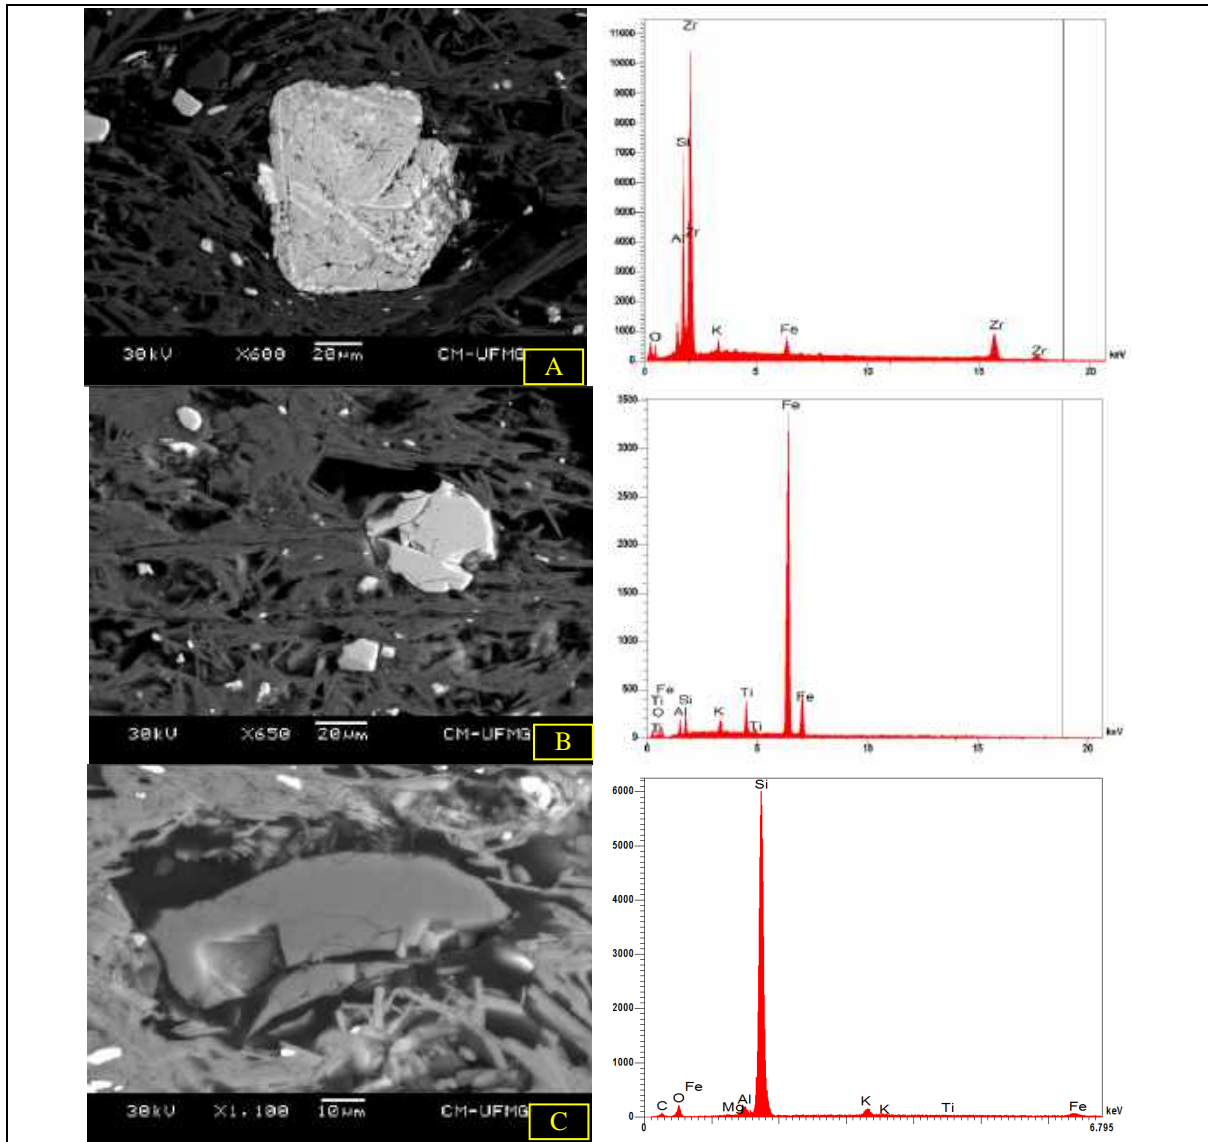 30kV X600 20µm CM-UFMG
A
Zr
11000
10000
9000
8000
7000
6000
5000
4000
3000
2000
1000
0
Si
Al
Zr
O
K
Fe
Zr
Zr
0 5 10 15 20 keV
30kV X650 20µm CM-UFMG
B
3500
3000
2500
2000
1500
1000
500
0
Fe
Fe
Ti
O
Ti
Al
Si
K
Ti
Ti
Fe
0 5 10 15 20 keV
30kV X1.100 10µm CM-UFMG
C
6000
5000
4000
3000
2000
1000
0
Si
C
O
Fe
Mg
Al
K
K
Ti
Fe
keV
0 6.795